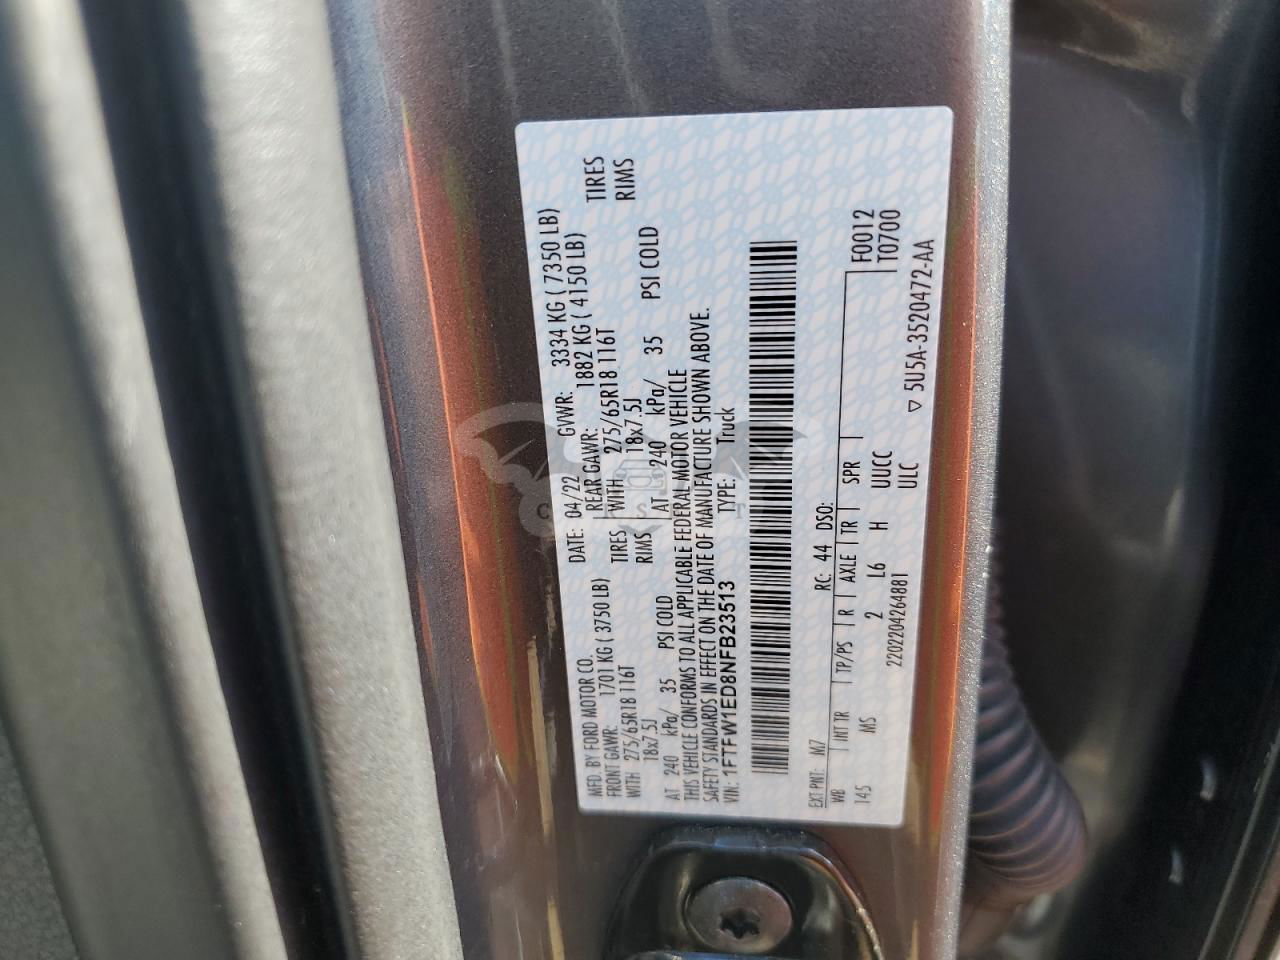 MFD. BY FORD MOTOR CO.
DATE: 04/22 GVWR: 3334 KG ( 7350 LB)
FRONT GAWR: 1701 KG ( 3750 LB)
REAR GAWR: 1882 KG ( 4150 LB)
WITH 275/65R18 116T TIRES
WITH 275/65R18 116T TIRES
18x7.5J RIMS
18x7.5J RIMS
AT 240 kPa/ 35 PSI COLD
AT 240 kPa/ 35 PSI COLD
THIS VEHICLE CONFORMS TO ALL APPLICABLE FEDERAL MOTOR VEHICLE
SAFETY STANDARDS IN EFFECT ON THE DATE OF MANUFACTURE SHOWN ABOVE.
VIN: 1FTFW1ED8NFB23513 TYPE: Truck
EXT PNT: M7 RC: 44 DSO: F0012
WB INT TR TP/PS R AXLE TR SPR T0700
145 MS 2 L6 H UUCC
2202204264881 ULC ▽ 5U5A-3520472-AA